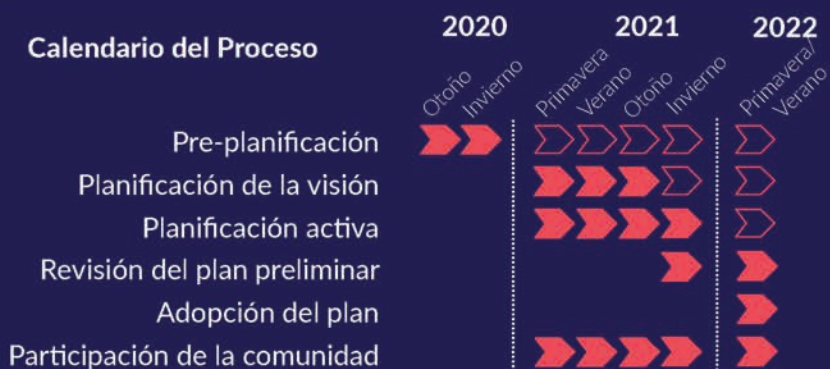 Calendario del Proceso
2020
2021
2022
Otoño
Invierno
Primavera
Verano
Otoño
Invierno
Primavera/
Verano
Pre-planificación
Planificación de la visión
Planificación activa
Revisión del plan preliminar
Adopción del plan
Participación de la comunidad